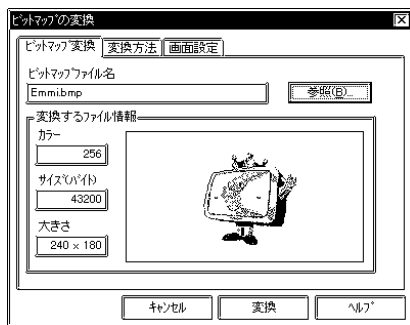 ﾋﾞｯﾄﾏｯﾌﾟの変換
ﾋﾞｯﾄﾏｯﾌﾟ変換 変換方法 画面設定
ﾋﾞｯﾄﾏｯﾌﾟﾌｧｲﾙ名
Emmi.bmp 参照(B)...
変換するﾌｧｲﾙ情報
ｶﾗｰ
256
ｻｲｽﾞ(ﾊﾞｲﾄ)
43200
大きさ
240 × 180
ｷｬﾝｾﾙ 変換 ﾍﾙﾌﾟ